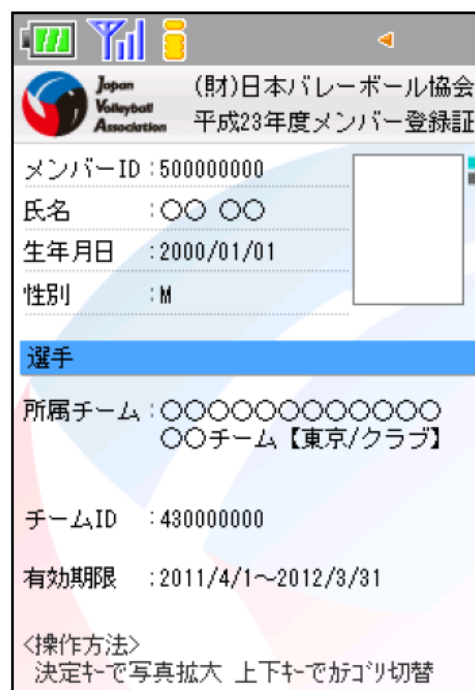 Japan
Volleyball
Association
(財)日本バレーボール協会
平成23年度メンバー登録証
メンバーID:500000000
氏名 :○○ ○○
生年月日 :2000/01/01
性別 :M
選手
所属チーム:○○○○○○○○○○○○
○○チーム【東京/クラブ】
チームID :430000000
有効期限 :2011/4/1~2012/3/31
<操作方法>
決定ｷｰで写真拡大 上下ｷｰでｶﾃｺﾞﾘ切替